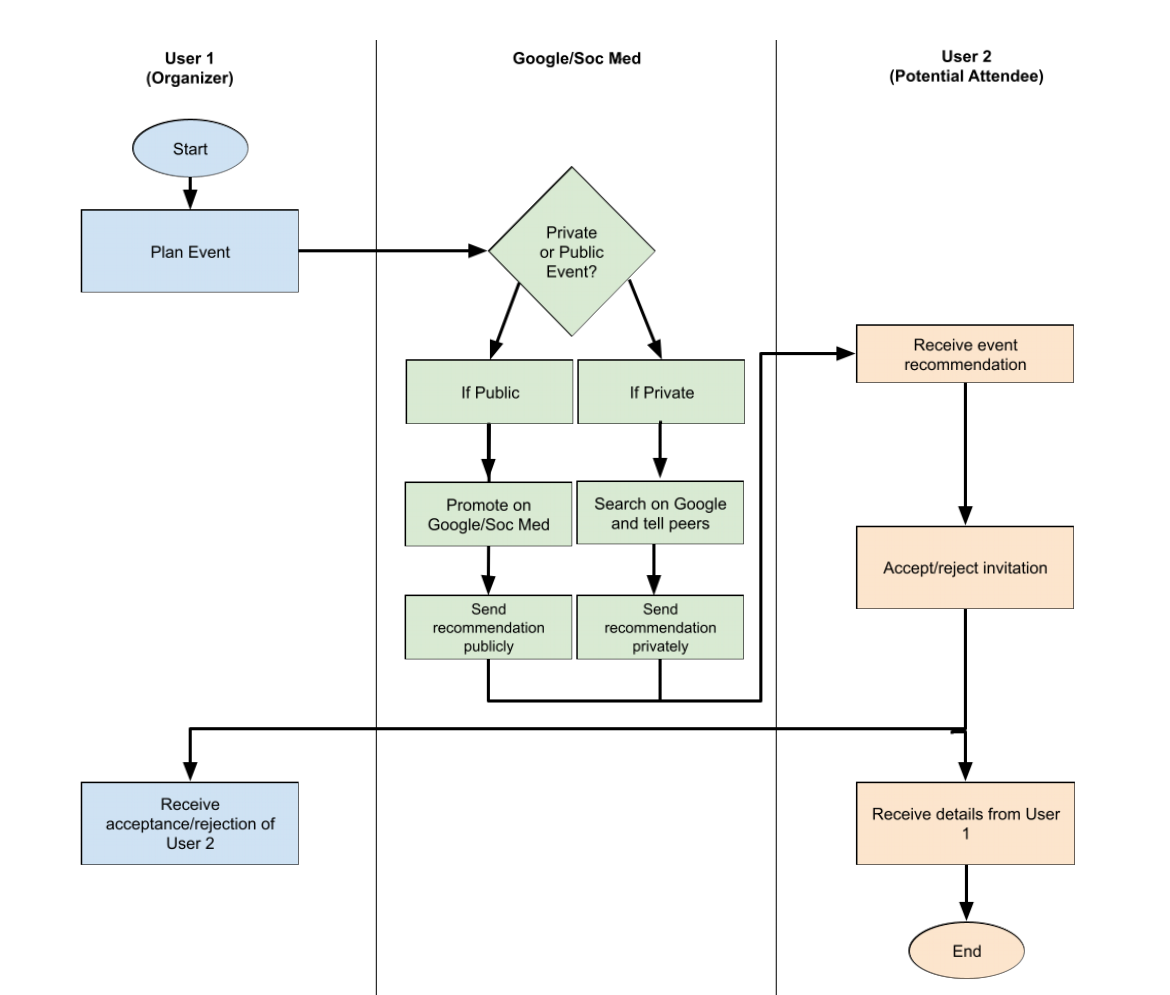 User 1
(Organizer)
Google/Soc Med
User 2
(Potential Attendee)
Start
Plan Event
Private
or Public
Event?
Receive event
recommendation
If Public
If Private
Promote on
Google/Soc Med
Search on Google
and tell peers
Accept/reject invitation
Send
recommendation
publicly
Send
recommendation
privately
Receive
acceptance/rejection of
User 2
Receive details from User
1
End